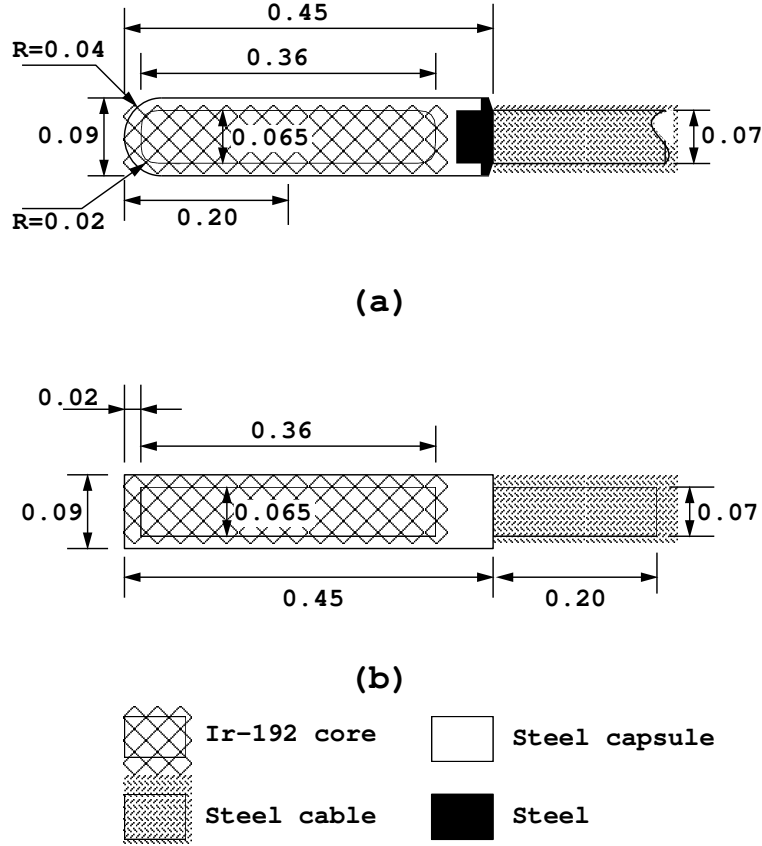 0.45
R=0.04
0.36
0.09
0.065
0.07
R=0.02
0.20
(a)
0.02
0.36
0.09
0.065
0.07
0.45
0.20
(b)
Ir-192 core
Steel capsule
Steel cable
Steel